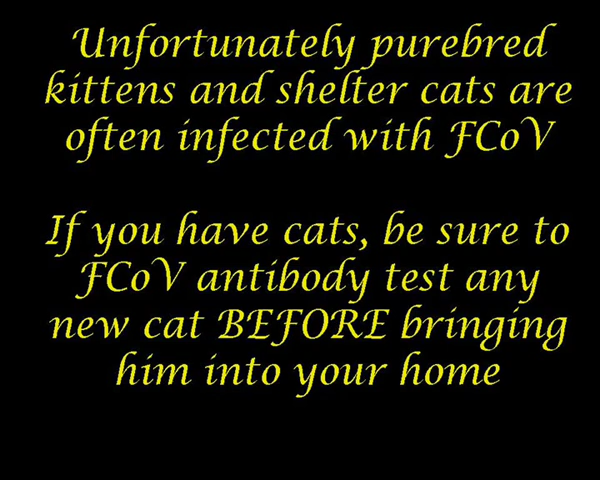 Unfortunately purebred
kittens and shelter cats are
often infected with FCoV
If you have cats, be sure to
FCoV antibody test any
new cat BEFORE bringing
him into your home